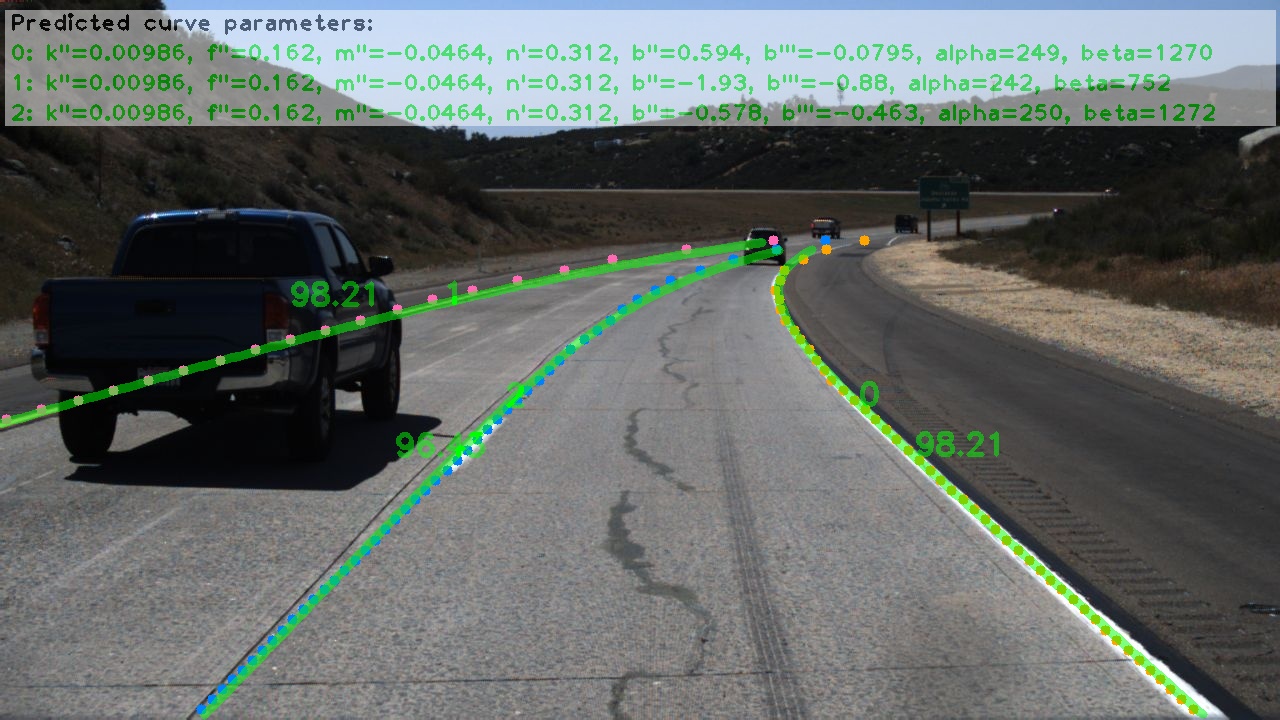 Predicted curve parameters:
0: k''=0.00986, f''=0.162, m''=-0.0464, n'=0.312, b''=0.594, b'''=-0.0795, alpha=249, beta=1270
1: k''=0.00986, f''=0.162, m''=-0.0464, n'=0.312, b''=-1.93, b'''=-0.88, alpha=242, beta=752
2: k''=0.00986, f''=0.162, m''=-0.0464, n'=0.312, b''=-0.578, b'''=-0.463, alpha=250, beta=1272
98.21
1
2
0
98.21